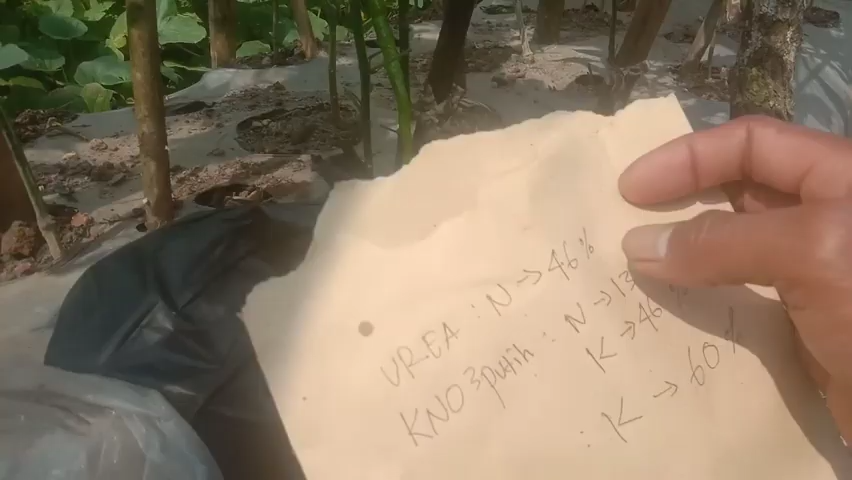 UREA : N → 46%
KNO3 putih : N → 13
K → 46%
: K → 60%